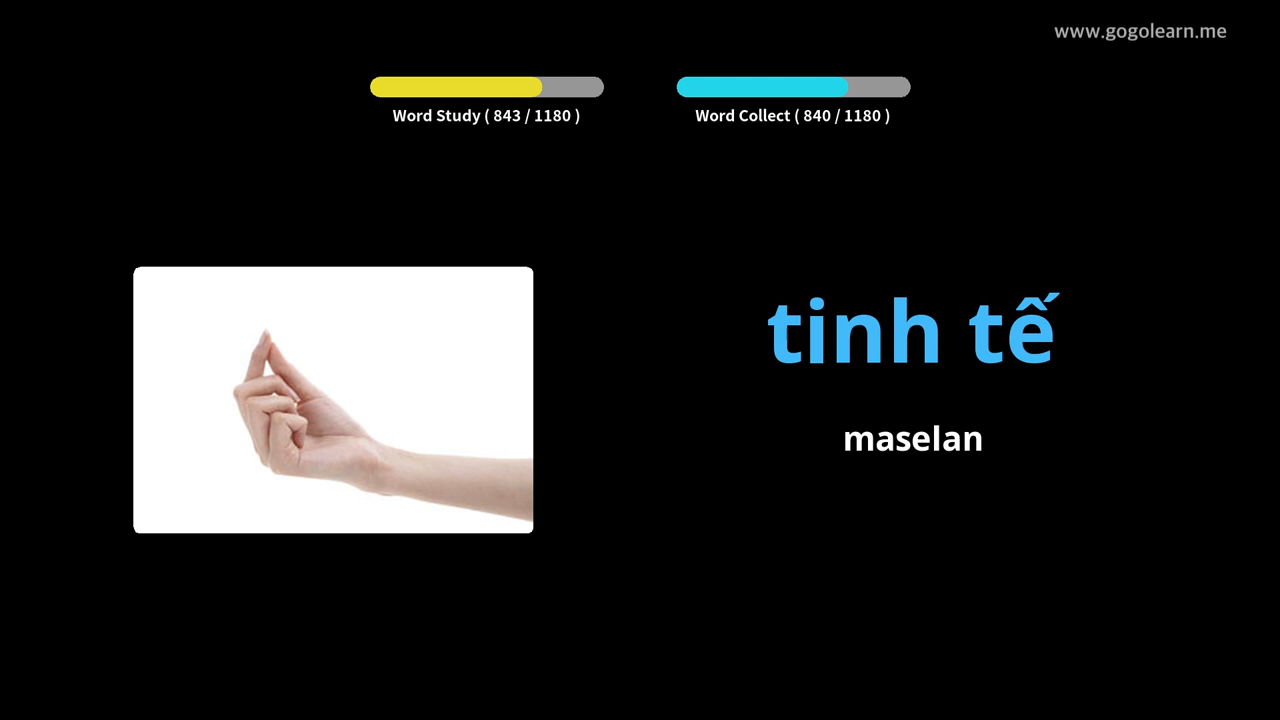 www.gogolearn.me
Word Study ( 843 / 1180 )
Word Collect ( 840 / 1180 )
tinh tế
maselan